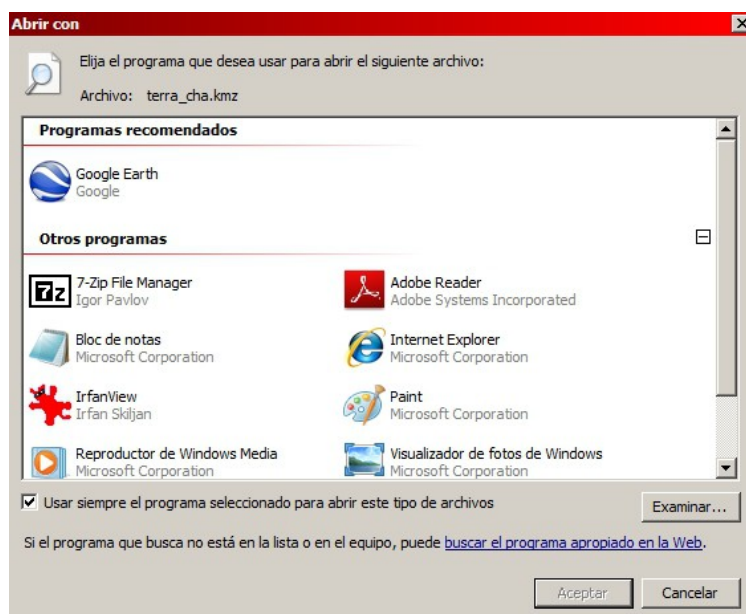 Abrir con
Elija el programa que desea usar para abrir el siguiente archivo:
Archivo: terra_cha.kmz
Programas recomendados
Google Earth
Google
Otros programas
7-Zip File Manager
Igor Pavlov
Adobe Reader
Adobe Systems Incorporated
Bloc de notas
Microsoft Corporation
Internet Explorer
Microsoft Corporation
IrfanView
Irfan Skiljan
Paint
Microsoft Corporation
Reproductor de Windows Media
Microsoft Corporation
Visualizador de fotos de Windows
Microsoft Corporation
Usar siempre el programa seleccionado para abrir este tipo de archivos
Examinar...
Si el programa que busca no está en la lista o en el equipo, puede buscar el programa apropiado en la Web.
Aceptar
Cancelar